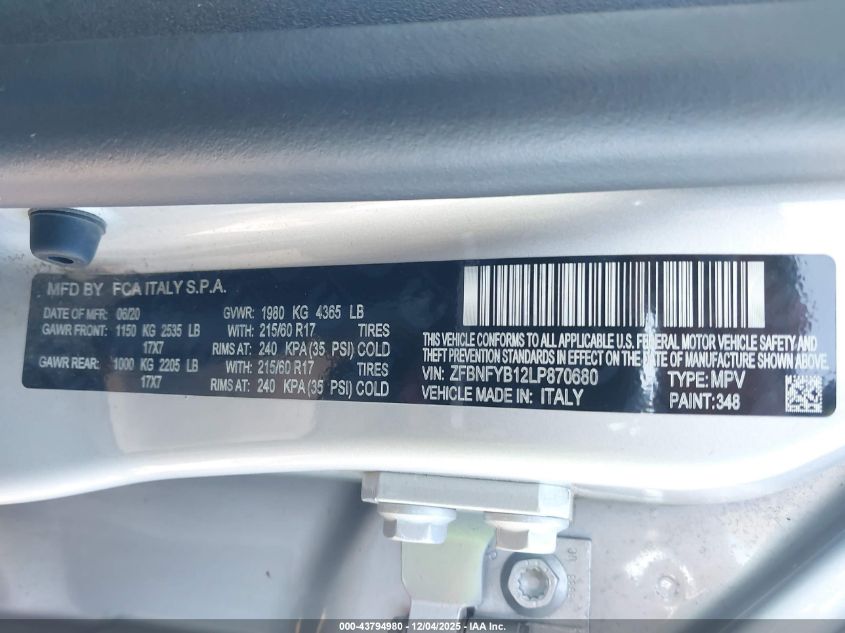 MFD BY FCA ITALY S.P.A.
DATE OF MFR: 06/20 GVWR: 1980 KG 4365 LB
GAWR FRONT: 1150 KG 2535 LB WITH: 215/60 R17 TIRES
17X7 RIMS AT: 240 KPA (35 PSI) COLD
GAWR REAR: 1000 KG 2205 LB WITH: 215/60 R17 TIRES
17X7 RIMS AT: 240 KPA (35 PSI) COLD
THIS VEHICLE CONFORMS TO ALL APPLICABLE U.S. FEDERAL MOTOR VEHICLE SAFETY AND
THEFT PREVENTION STANDARDS IN EFFECT ON THE DATE OF MANUFACTURE SHOWN ABOVE.
VIN: ZFBNFYB12LP870680 TYPE: MPV
VEHICLE MADE IN: ITALY PAINT: 348
000-43794980 - 12/04/2025 - IAA Inc.